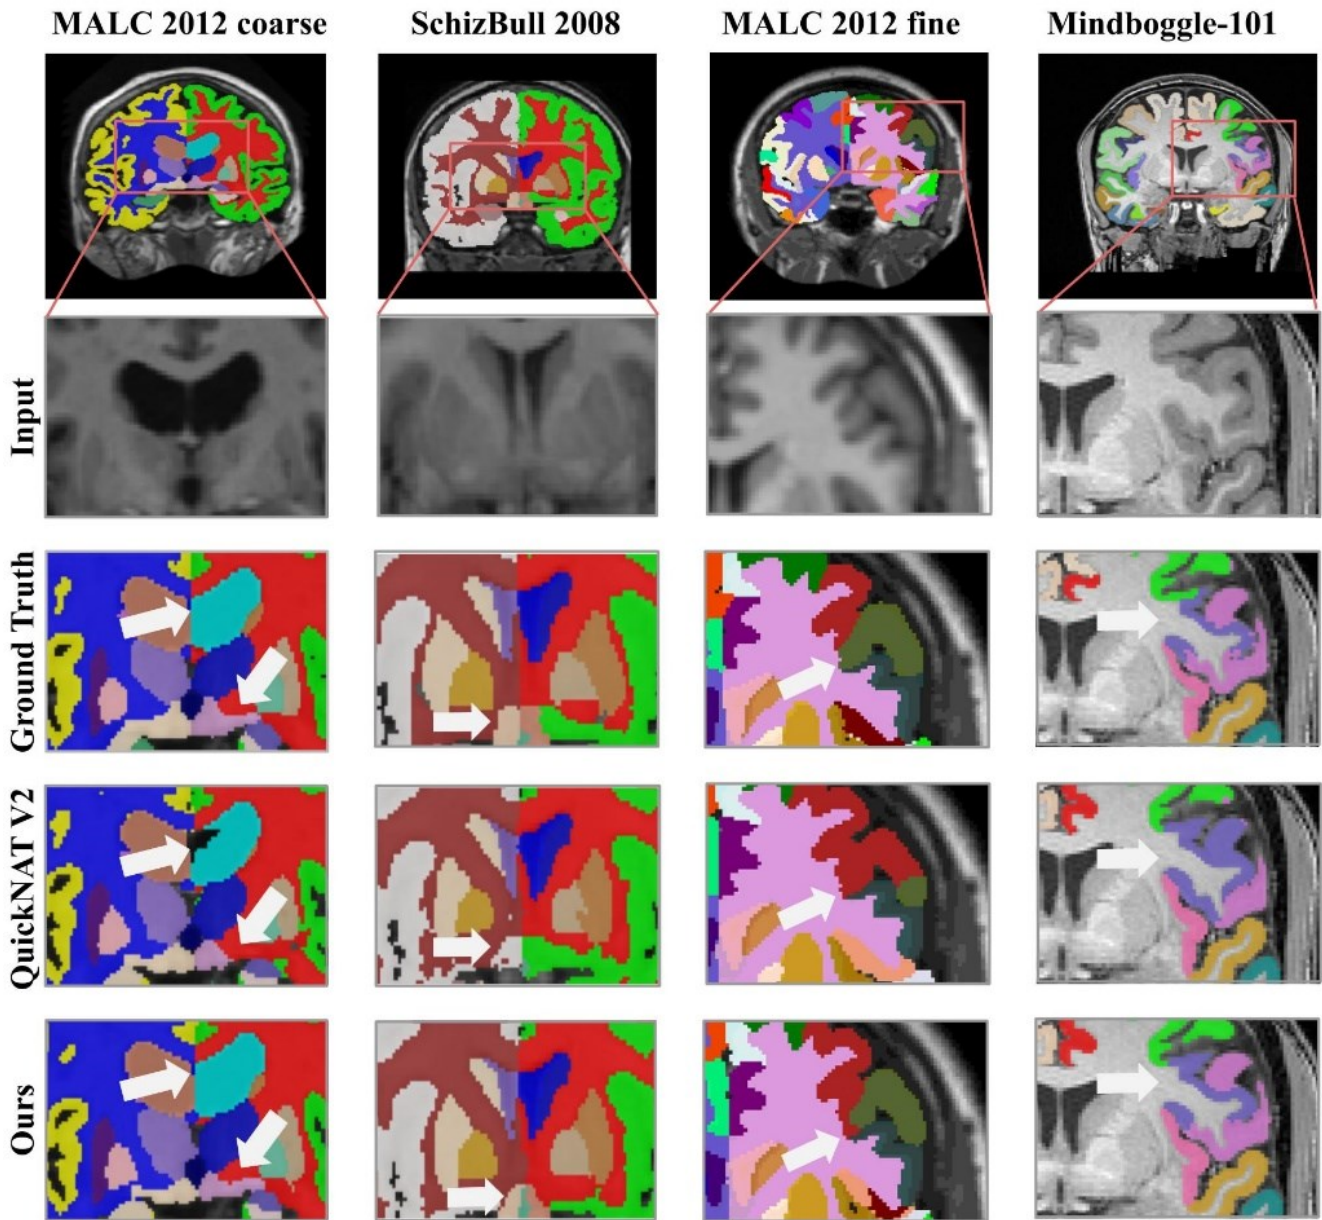 MALC 2012 coarse
SchizBull 2008
MALC 2012 fine
Mindboggle-101
Input
Ground Truth
QuickNAT V2
Ours